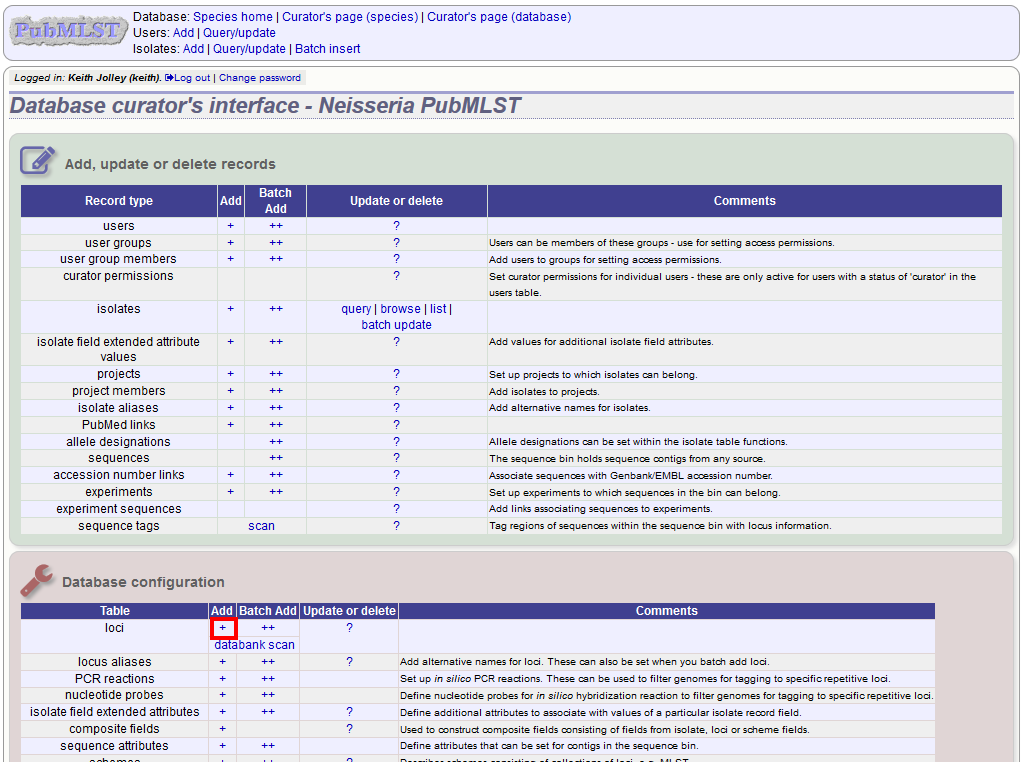 PubMLST
Database: Species home | Curator's page (species) | Curator's page (database)
Users: Add | Query/update
Isolates: Add | Query/update | Batch insert
Logged in: Keith Jolley (keith). Log out | Change password
Database curator's interface - Neisseria PubMLST
Add, update or delete records
Record type Add Batch Add Update or delete Comments
users + ++ ?
user groups + ++ ? Users can be members of these groups - use for setting access permissions.
user group members + ++ ? Add users to groups for setting access permissions.
curator permissions ? Set curator permissions for individual users - these are only active for users with a status of 'curator' in the
users table.
isolates + ++ query | browse | list |
batch update
isolate field extended attribute + ++ ? Add values for additional isolate field attributes.
values
projects + ++ ? Set up projects to which isolates can belong.
project members + ++ ? Add isolates to projects.
isolate aliases + ++ ? Add alternative names for isolates.
PubMed links + ++ ?
allele designations ++ ? Allele designations can be set within the isolate table functions.
sequences ++ ? The sequence bin holds sequence contigs from any source.
accession number links + ++ ? Associate sequences with Genbank/EMBL accession number.
experiments + ++ ? Set up experiments to which sequences in the bin can belong.
experiment sequences ? Add links associating sequences to experiments.
sequence tags scan ? Tag regions of sequences within the sequence bin with locus information.
Database configuration
Table Add Batch Add Update or delete Comments
loci + ++ ?
databank scan
locus aliases + ++ ? Add alternative names for loci. These can also be set when you batch add loci.
PCR reactions + ++ Set up in silico PCR reactions. These can be used to filter genomes for tagging to specific repetitive loci.
nucleotide probes + ++ Define nucleotide probes for in silico hybridization reaction to filter genomes for tagging to specific repetitive loci.
isolate field extended attributes + ++ ? Define additional attributes to associate with values of a particular isolate record field.
composite fields + ? Used to construct composite fields consisting of fields from isolate, loci or scheme fields.
sequence attributes + ++ Define attributes that can be set for contigs in the sequence bin.